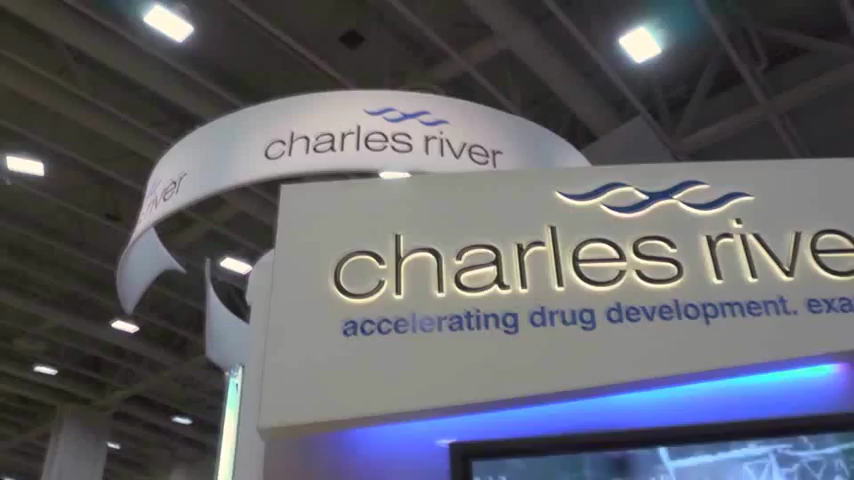 charles river
river
charles rive
accelerating drug development. exa